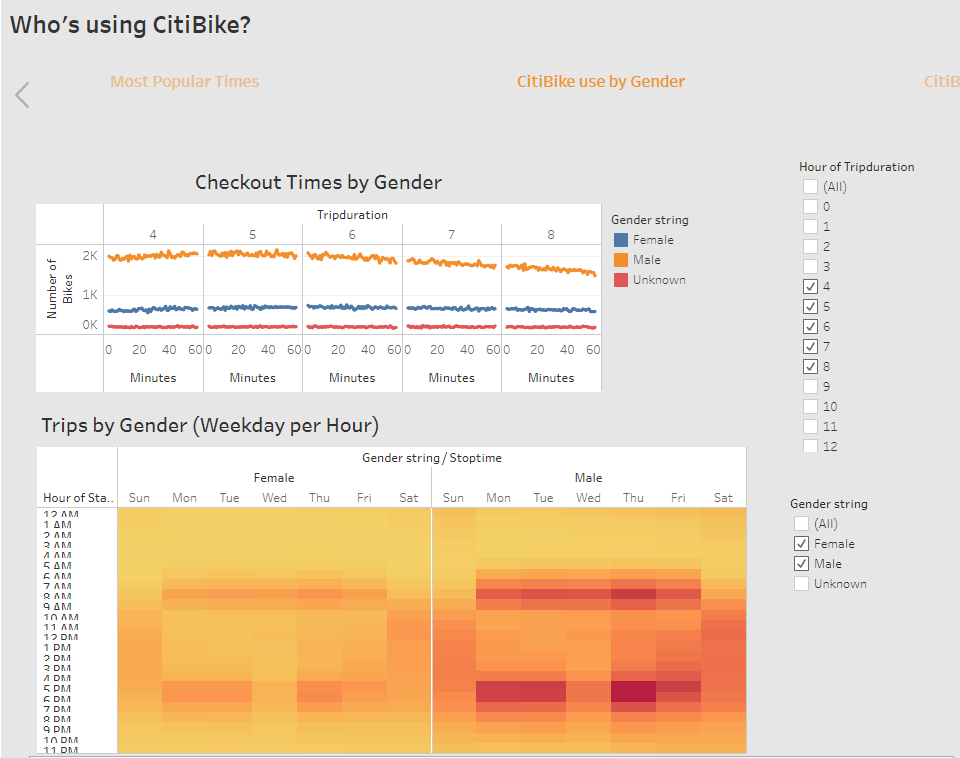 Who's using CitiBike?
Most Popular Times
CitiBike use by Gender
CitiB
Checkout Times by Gender
Tripduration
4 5 6 7 8
Number of
Bikes
2K
1K
0K
0 20 40 60 0 20 40 60 0 20 40 60 0 20 40 60 0 20 40 60
Minutes Minutes Minutes Minutes Minutes
Gender string
Female
Male
Unknown
Hour of Tripduration
(All)
0
1
2
3
4
5
6
7
8
9
10
11
12
Trips by Gender (Weekday per Hour)
Gender string / Stoptime
Female Male
Hour of Sta.. Sun Mon Tue Wed Thu Fri Sat Sun Mon Tue Wed Thu Fri Sat
12 AM
1 AM
2 AM
3 AM
4 AM
5 AM
6 AM
7 AM
8 AM
9 AM
10 AM
11 AM
12 PM
1 PM
2 PM
3 PM
4 PM
5 PM
6 PM
7 PM
8 PM
9 PM
10 PM
11 PM
Gender string
(All)
Female
Male
Unknown